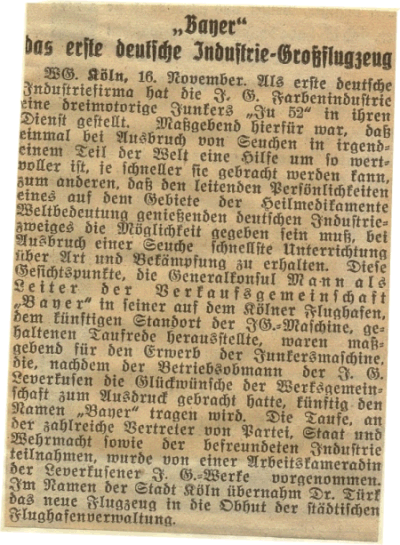 „Bayer“
das erste deutsche Industrie-Großflugzeug
WG. Köln, 16. November. Als erste deutsche
Industriefirma hat die J. G. Farbenindustrie
eine dreimotorige Junkers „Ju 52“ in ihren
Dienst gestellt. Maßgebend hierfür war, daß
einmal bei Ausbruch von Seuchen in irgend-
einem Teil der Welt eine Hilfe um so wert-
voller ist, je schneller sie gebracht werden kann,
zum anderen, daß den leitenden Persönlichkeiten
eines auf dem Gebiete der Heilmedikamente
Weltbedeutung genießenden deutschen Industrie-
zweiges die Möglichkeit gegeben sein muß, bei
Ausbruch einer Seuche schnellste Unterrichtung
über Art und Bekämpfung zu erhalten. Diese
Gesichtspunkte, die Generalkonsul Mann als
Leiter der Verkaufsgemeinschaft
„Bayer“ in seiner auf dem Kölner Flughafen,
dem künftigen Standort der JG.-Maschine, ge-
haltenen Taufrede herausstellte, waren maß-
gebend für den Erwerb der Junkersmaschine,
die, nachdem der Betriebsobmann der J. G.
Leverkusen die Glückwünsche der Werksgemein-
schaft zum Ausdruck gebracht hatte, künftig den
Namen „Bayer“ tragen wird. Die Taufe, an
der zahlreiche Vertreter von Partei, Staat und
Wehrmacht sowie der befreundeten Industrie
teilnahmen, wurde von einer Arbeitskameradin
der Leverkusener J. G.-Werke vorgenommen.
Im Namen der Stadt Köln übernahm Dr. Türk
das neue Flugzeug in die Obhut der städtischen
Flughafenverwaltung.